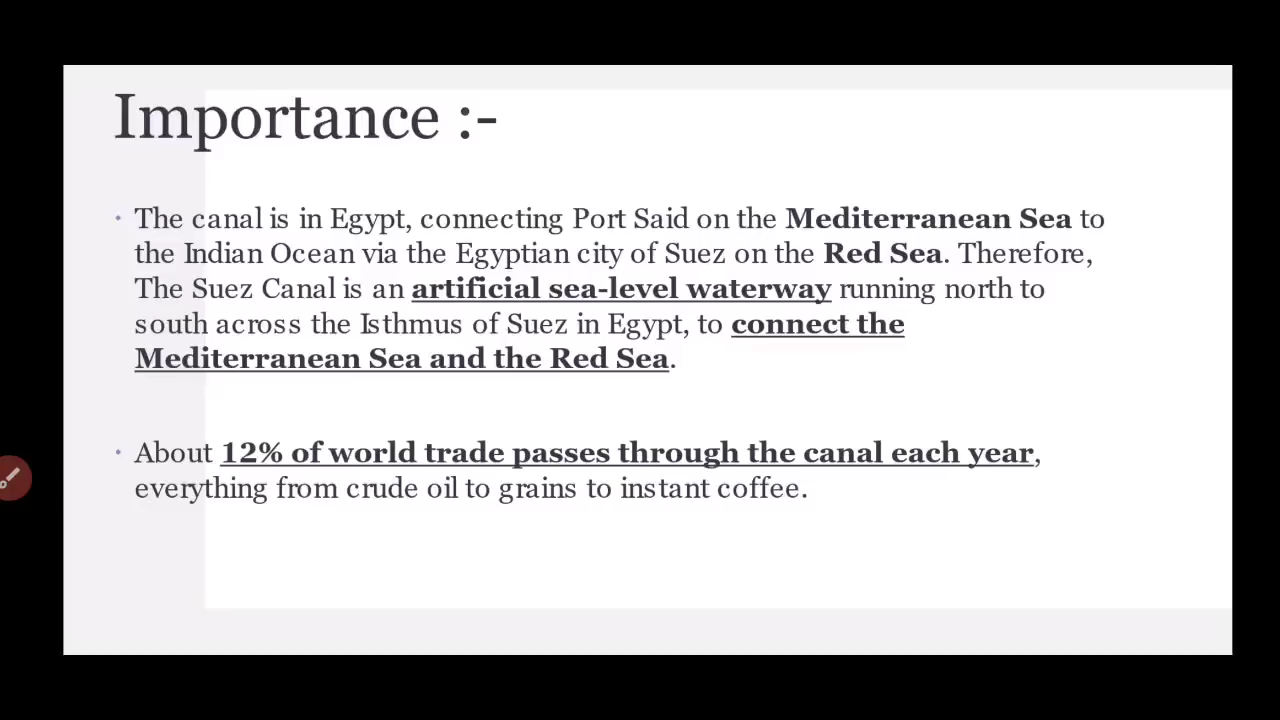 Importance :-
The canal is in Egypt, connecting Port Said on the Mediterranean Sea to
the Indian Ocean via the Egyptian city of Suez on the Red Sea. Therefore,
The Suez Canal is an artificial sea-level waterway running north to
south across the Isthmus of Suez in Egypt, to connect the
Mediterranean Sea and the Red Sea.
About 12% of world trade passes through the canal each year,
everything from crude oil to grains to instant coffee.